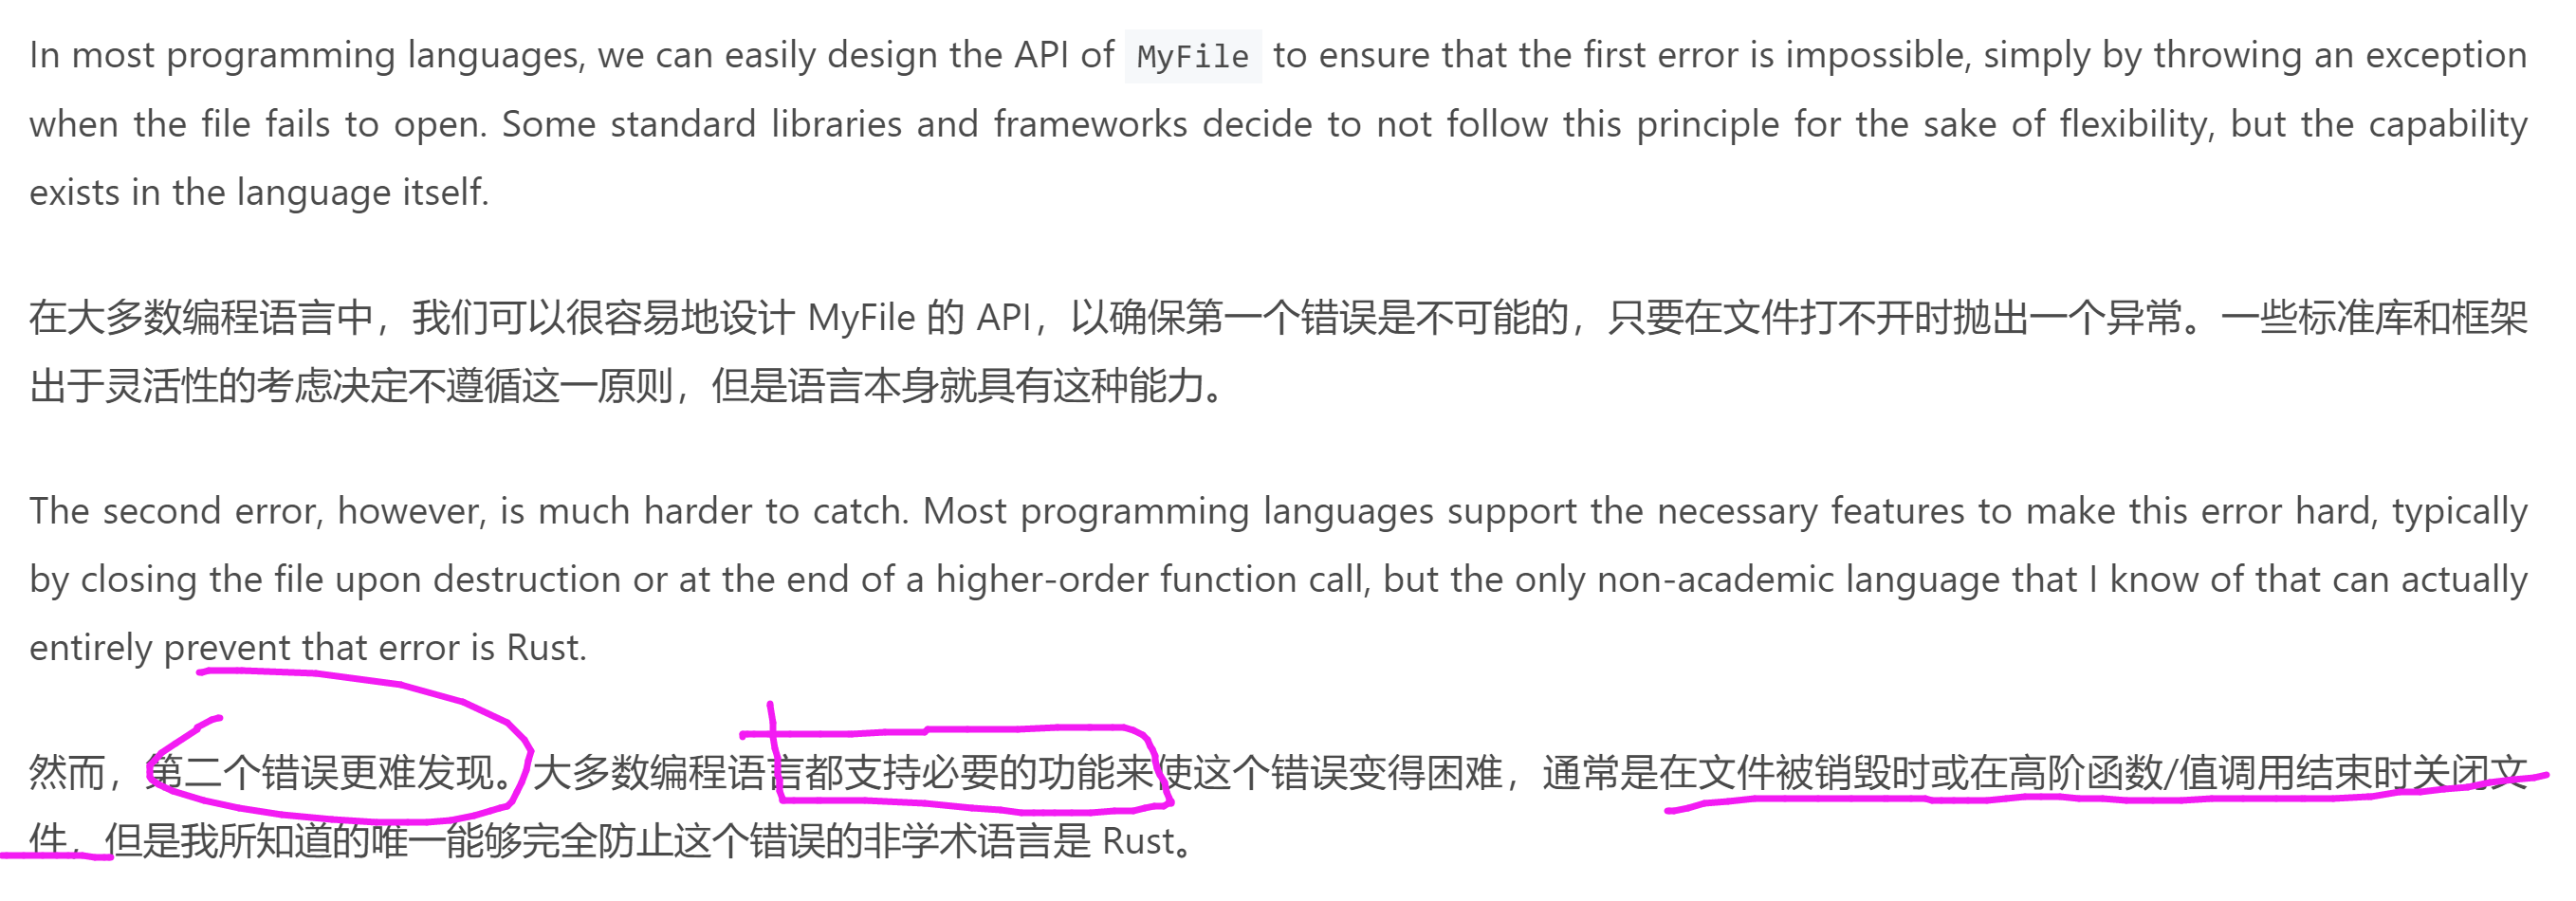 In most programming languages, we can easily design the API of MyFile to ensure that the first error is impossible, simply by throwing an exception
when the file fails to open. Some standard libraries and frameworks decide to not follow this principle for the sake of flexibility, but the capability
exists in the language itself.
在大多数编程语言中，我们可以很容易地设计 MyFile 的 API，以确保第一个错误是不可能的，只要在文件打不开时抛出一个异常。一些标准库和框架
出于灵活性的考虑决定不遵循这一原则，但是语言本身就具有这种能力。
The second error, however, is much harder to catch. Most programming languages support the necessary features to make this error hard, typically
by closing the file upon destruction or at the end of a higher-order function call, but the only non-academic language that I know of that can actually
entirely prevent that error is Rust.
然而，第二个错误更难发现。大多数编程语言都支持必要的功能来使这个错误变得困难，通常是在文件被销毁时或在高阶函数/值调用结束时关闭文
件，但是我所知道的唯一能够完全防止这个错误的非学术语言是 Rust。